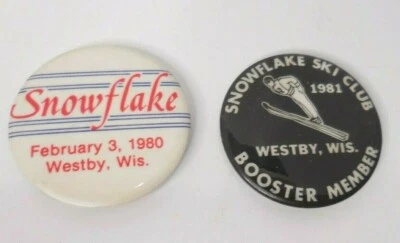 Snowflake
February 3, 1980
Westby, Wis.
SNOWFLAKE SKI CLUB
1981
WESTBY, WIS.
BOOSTER MEMBER